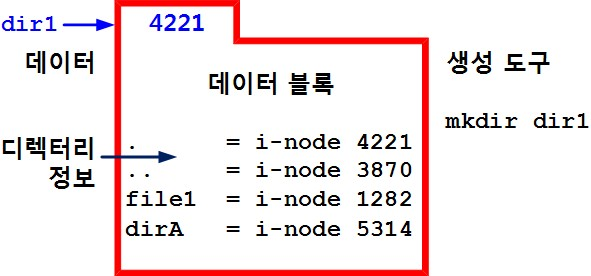 dir1
4221
데이터
생성 도구
데이터 블록
mkdir dir1
디렉터리
정보
. = i-node 4221
.. = i-node 3870
file1 = i-node 1282
dirA = i-node 5314